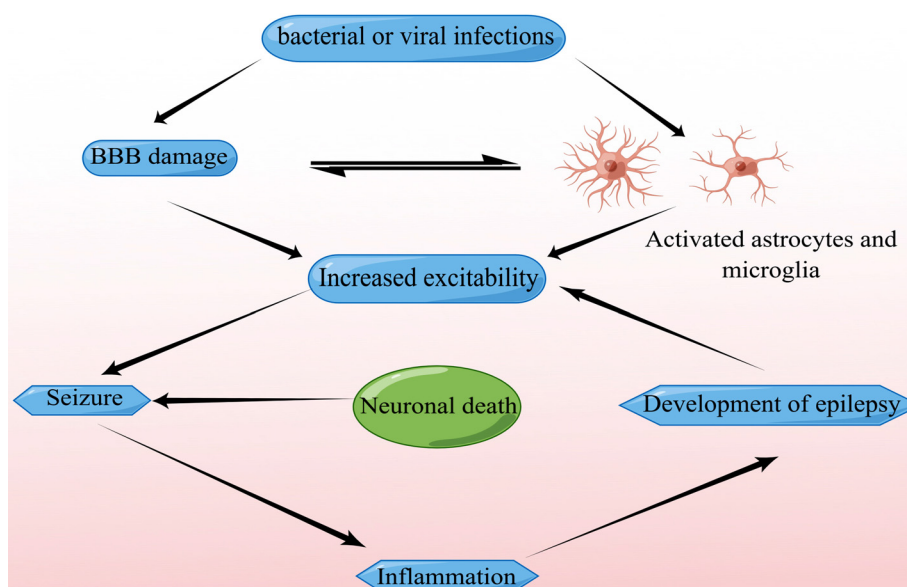 bacterial or viral infections
BBB damage
Activated astrocytes and
microglia
Increased excitability
Seizure
Neuronal death
Development of epilepsy
Inflammation